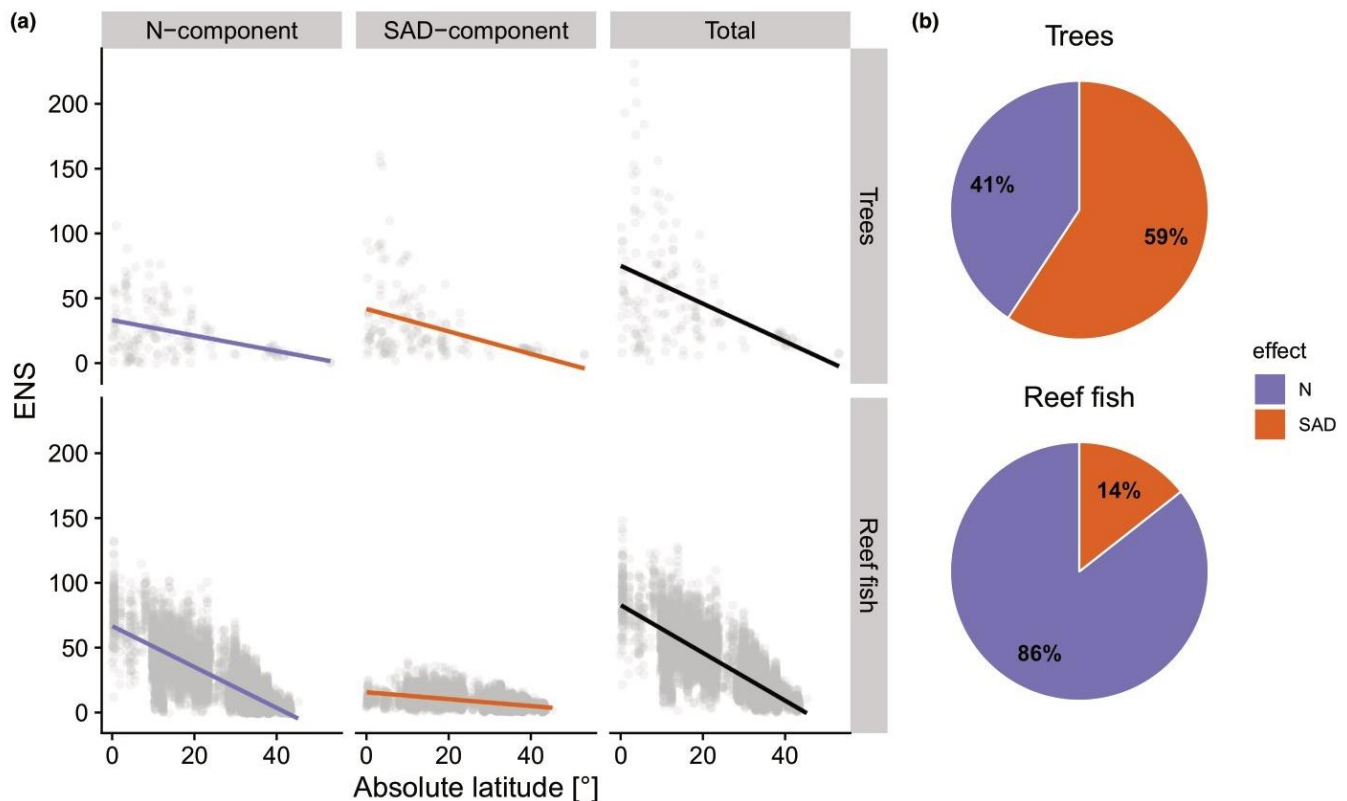 (a)
N−component
SAD−component
Total
ENS
200
150
100
50
0
Trees
200
150
100
50
0
Reef fish
0 20 40
0 20 40
0 20 40
Absolute latitude [°]
(b)
Trees
41%
59%
Reef fish
14%
86%
effect
N
SAD